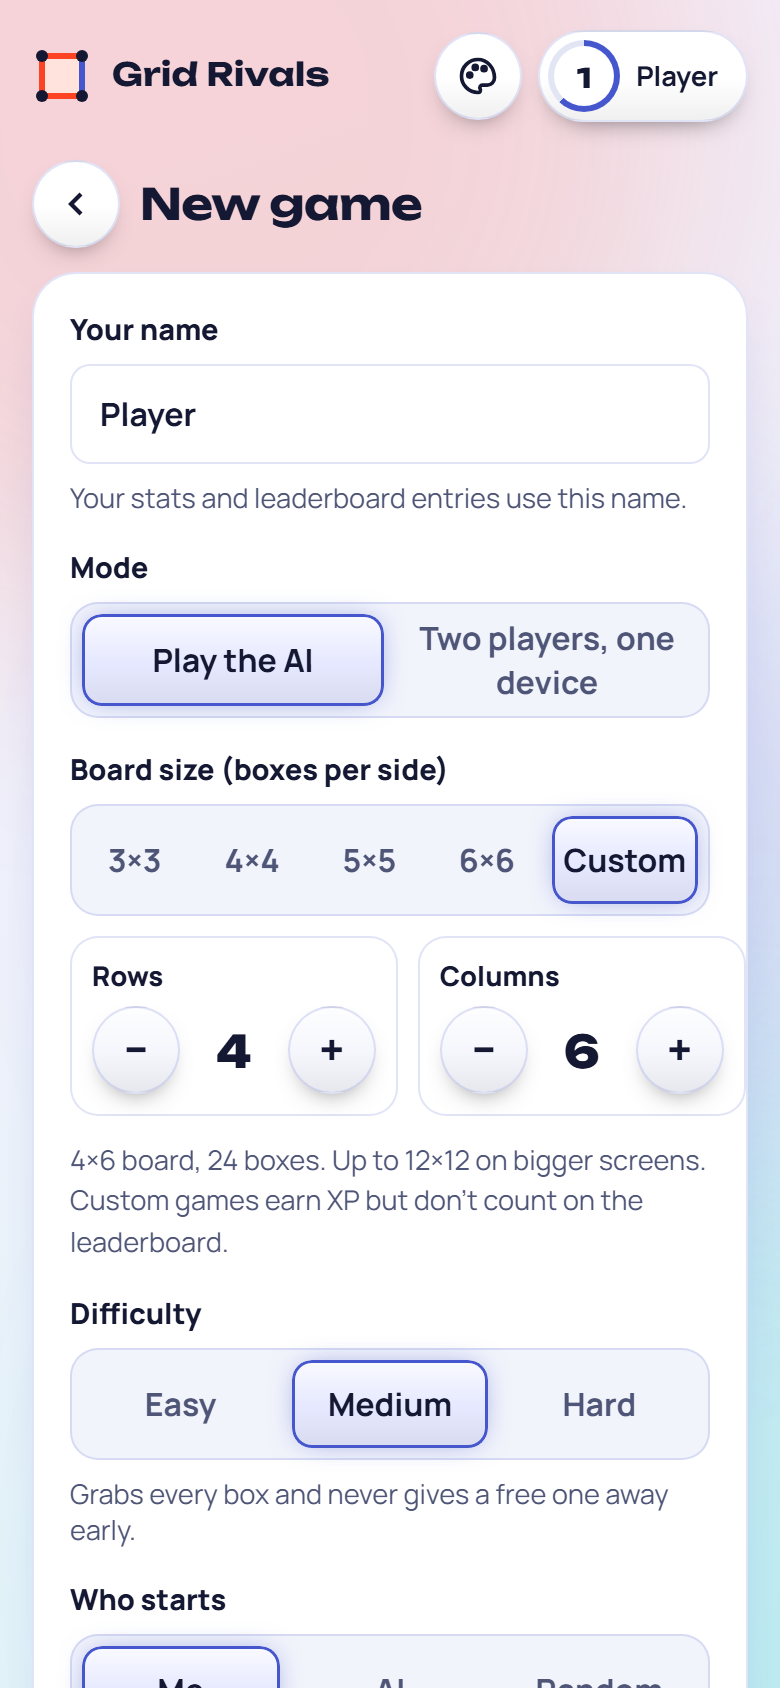 Grid Rivals
1 Player
New game
Your name
Player
Your stats and leaderboard entries use this name.
Mode
Play the AI
Two players, one
device
Board size (boxes per side)
3×3 4×4 5×5 6×6 Custom
Rows
− 4 +
Columns
− 6 +
4×6 board, 24 boxes. Up to 12×12 on bigger screens.
Custom games earn XP but don’t count on the
leaderboard.
Difficulty
Easy Medium Hard
Grabs every box and never gives a free one away
early.
Who starts
Me AI Random